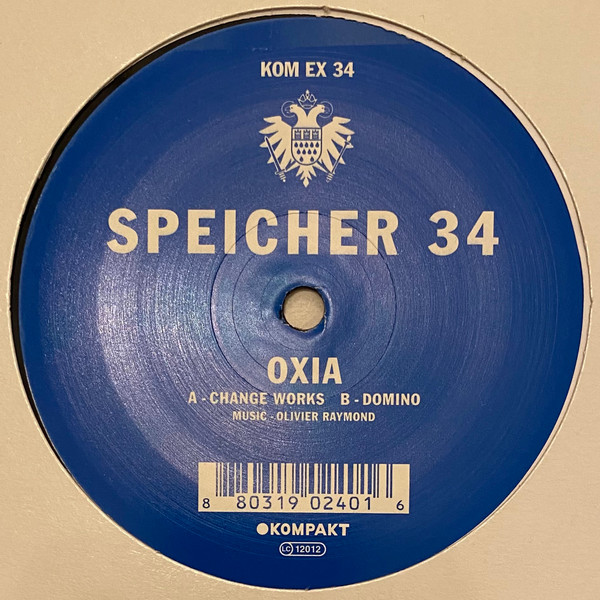 KOM EX 34
SPEICHER 34
OXIA
A - CHANGE WORKS B - DOMINO
MUSIC - OLIVIER RAYMOND
8 80319 02401 6
KOMPAKT
LC 12012